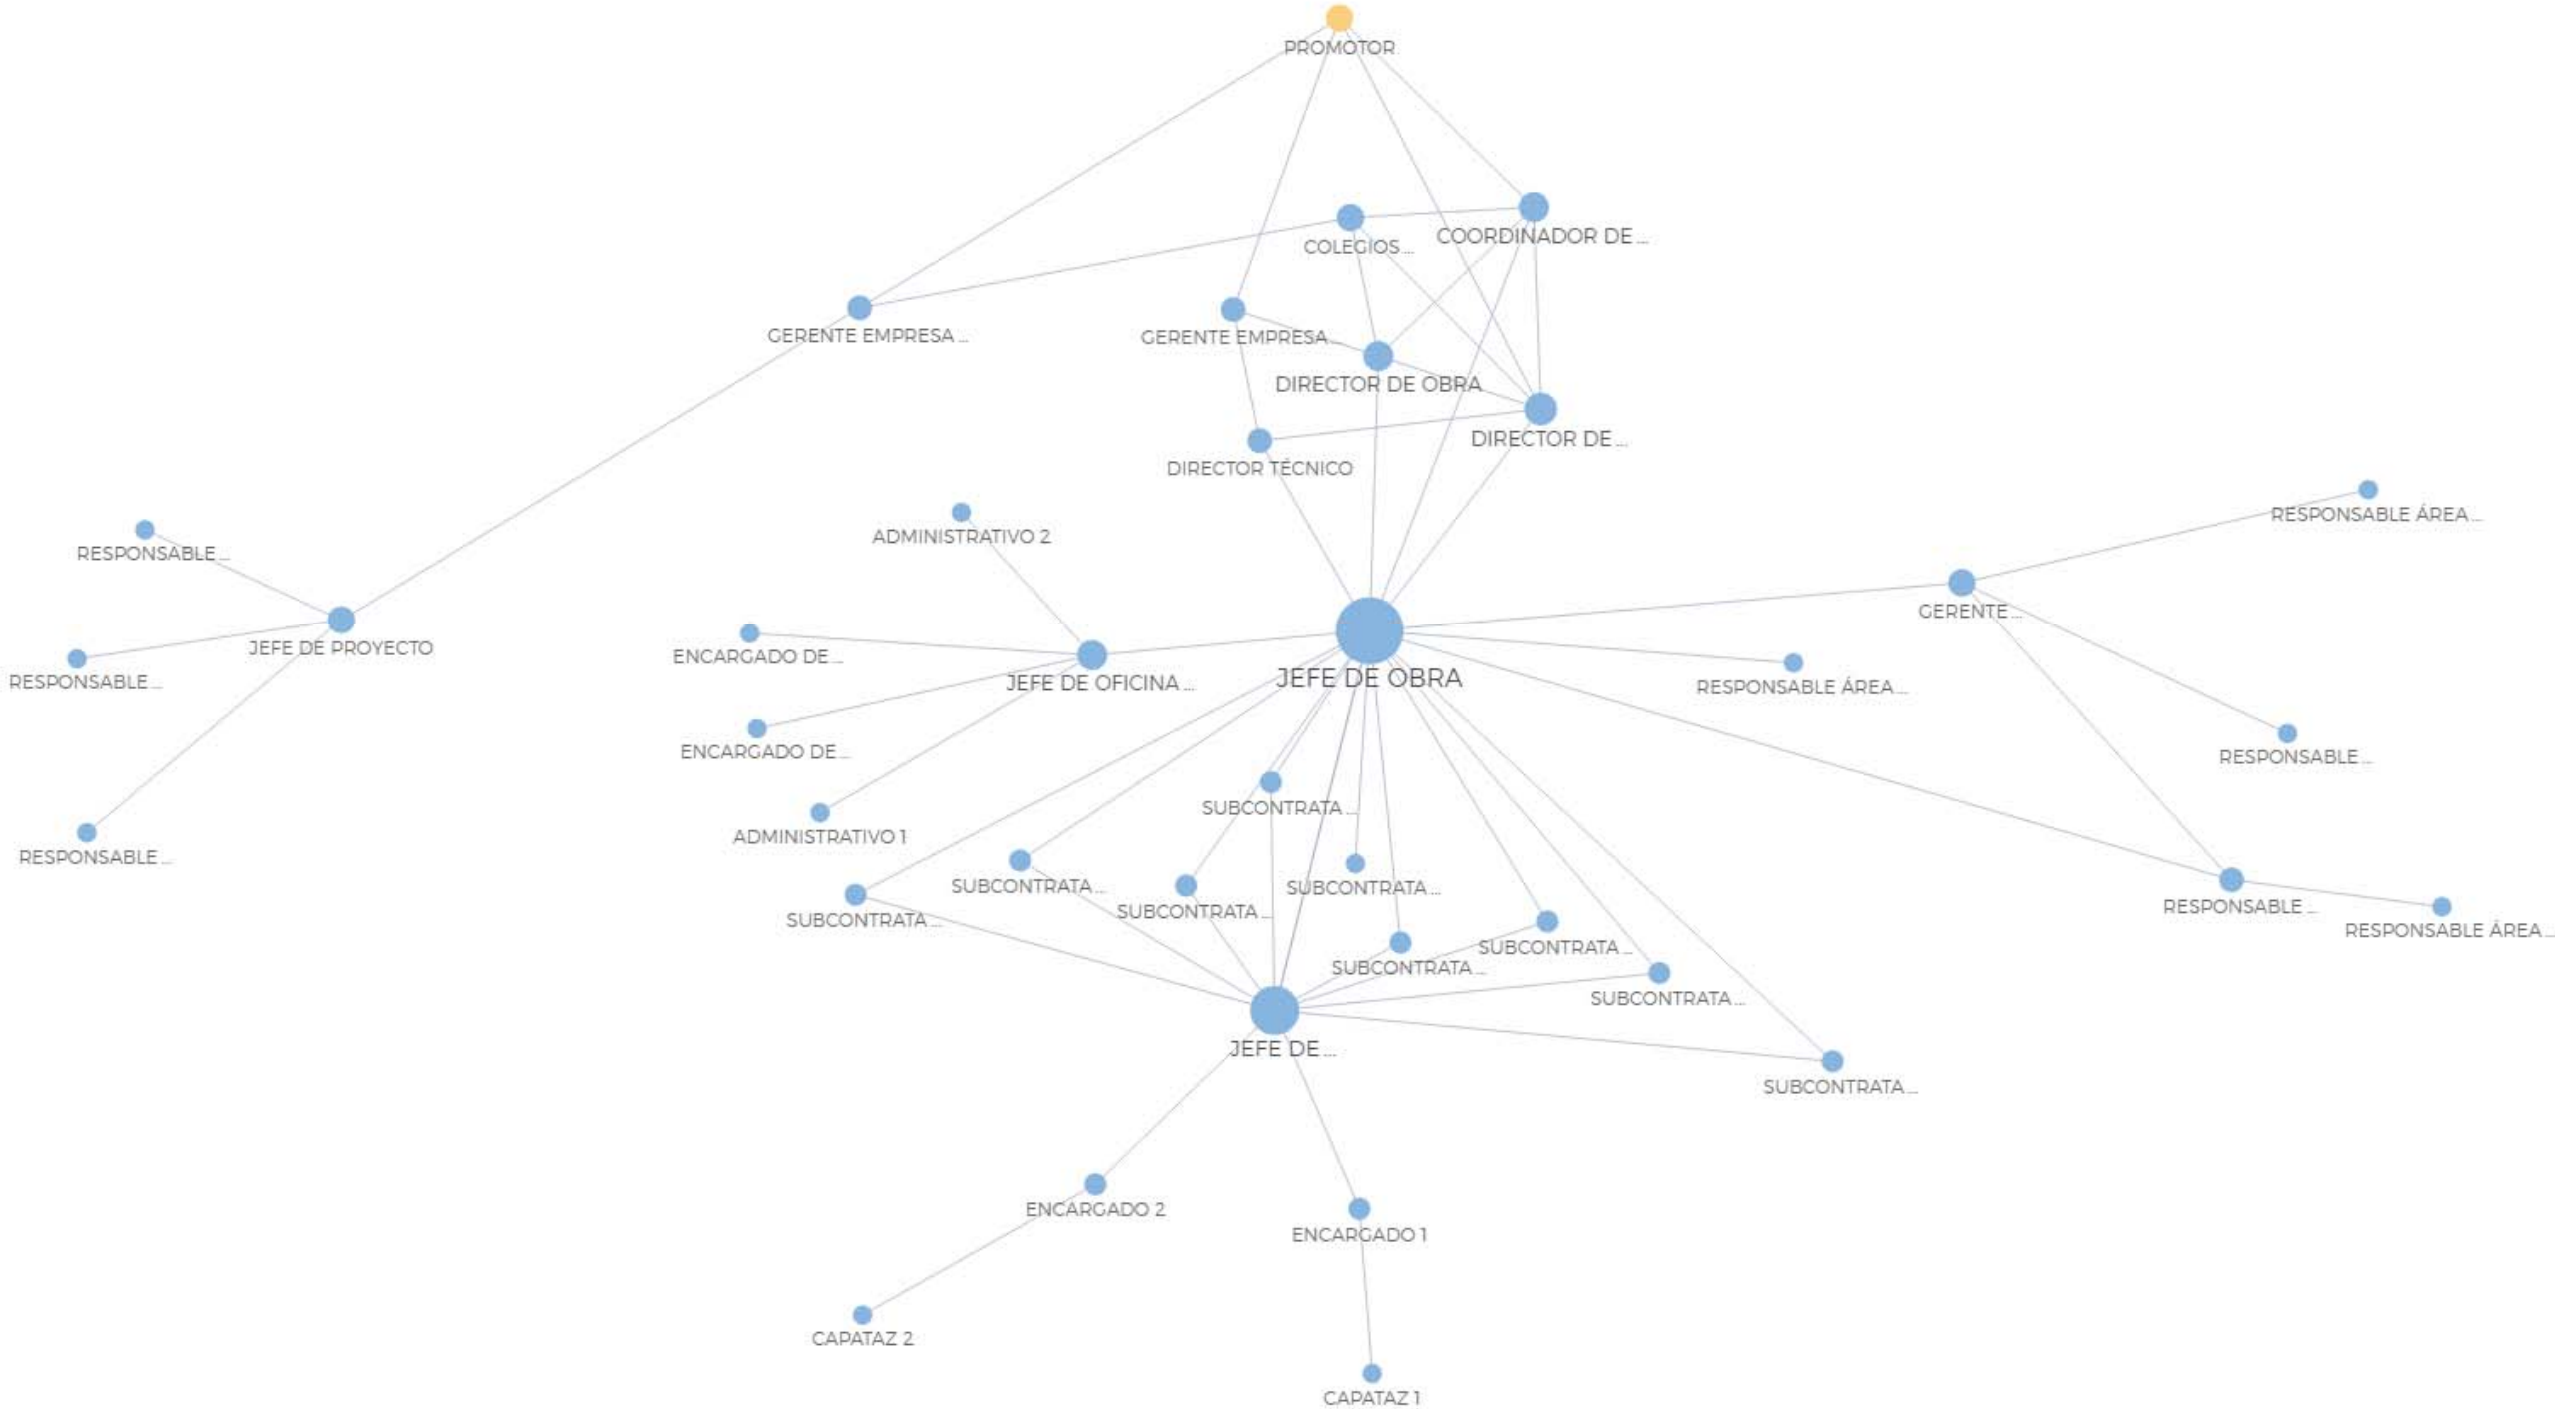 PROMOTOR
COLEGIOS ...
COORDINADOR DE ...
GERENTE EMPRESA ...
GERENTE EMPRESA ...
DIRECTOR DE OBRA
DIRECTOR DE ...
DIRECTOR TÉCNICO
RESPONSABLE ÁREA ...
ADMINISTRATIVO 2
RESPONSABLE ...
GERENTE ...
JEFE DE PROYECTO
ENCARGADO DE ...
JEFE DE OFICINA ...
JEFE DE OBRA
RESPONSABLE ÁREA ...
RESPONSABLE ...
ENCARGADO DE ...
RESPONSABLE ...
SUBCONTRATA ...
ADMINISTRATIVO 1
RESPONSABLE ...
SUBCONTRATA ...
SUBCONTRATA ...
SUBCONTRATA ...
SUBCONTRATA ...
RESPONSABLE ...
RESPONSABLE ÁREA ...
SUBCONTRATA ...
SUBCONTRATA ...
SUBCONTRATA ...
JEFE DE ...
SUBCONTRATA ...
ENCARGADO 2
ENCARGADO 1
CAPATAZ 2
CAPATAZ 1